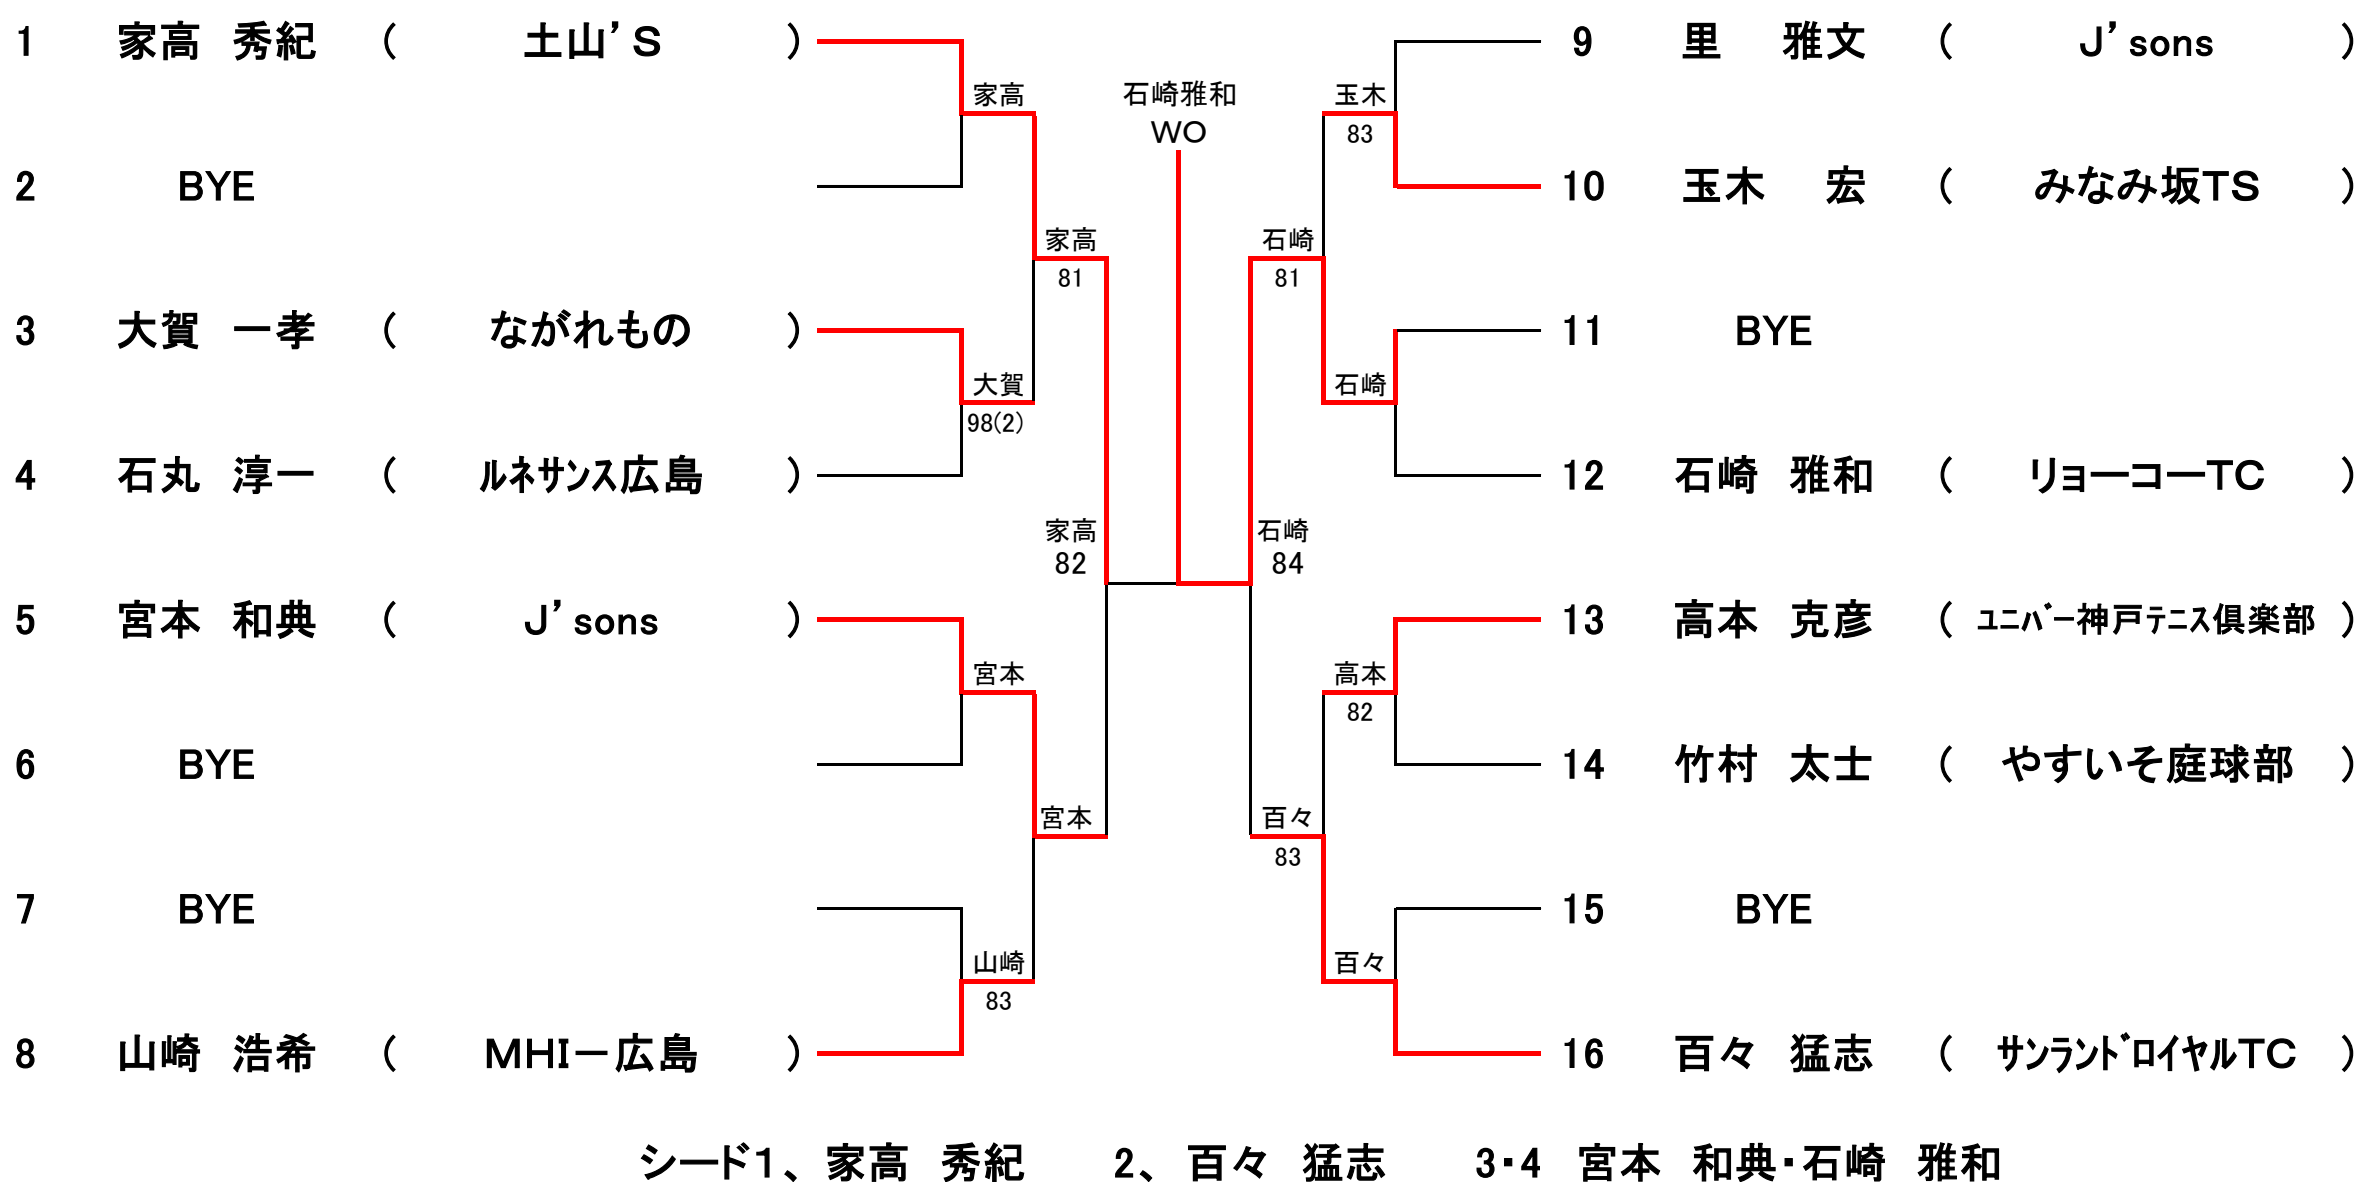 1 家高 秀紀 ( 土山’S )
2 BYE
3 大賀 一孝 ( ながれもの )
4 石丸 淳一 ( ﾙﾈｻﾝｽ広島 )
5 宮本 和典 ( J’sons )
6 BYE
7 BYE
8 山崎 浩希 ( MHI－広島 )
家高
家高
81
大賀
98(2)
家高
82
宮本
宮本
山崎
83
石崎雅和
WO
玉木
83
石崎
81
石崎
石崎
84
高本
82
百々
83
百々
9 里 雅文 ( J’sons )
10 玉木 宏 ( みなみ坂TS )
11 BYE
12 石崎 雅和 ( リョーコーTC )
13 高本 克彦 ( ﾕﾆﾊﾞｰ神戸ﾃﾆｽ倶楽部 )
14 竹村 太士 ( やすいそ庭球部 )
15 BYE
16 百々 猛志 ( ｻﾝﾗﾝﾄﾞﾛｲﾔﾙTC )
シード1、家高 秀紀 2、百々 猛志 3・4 宮本 和典・石崎 雅和